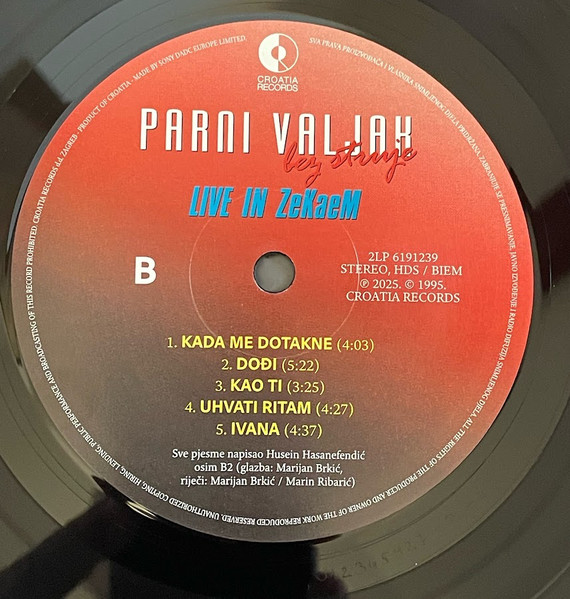 CROATIA
RECORDS
PARNI VALJAK
bez struje
LIVE IN ZeKaeM
B
2LP 6191239
STEREO, HDS / BIEM
℗ 2025. © 1995.
CROATIA RECORDS
1. KADA ME DOTAKNE (4:03)
2. DOĐI (5:22)
3. KAO TI (3:25)
4. UHVATI RITAM (4:27)
5. IVANA (4:37)
Sve pjesme napisao Husein Hasanefendić
osim B2 (glazba: Marijan Brkić,
riječi: Marijan Brkić / Marin Ribarić)
SVA PRAVA PROIZVOĐAČA I VLASNIKA SNIMLJENOG DJELA PRIDRŽANA. ZABRANJUJE SE PRESNIMAVANJE, JAVNO IZVOĐENJE I RADIO DIFUZIJA SNIMLJENOG DJELA. ALL THE RIGHTS OF THE PRODUCER AND OWNER OF THE WORK REPRODUCED RESERVED. UNAUTHORIZED COPYING, HIRING, LENDING, PUBLIC PERFORMANCE AND BROADCASTING OF THIS RECORD PROHIBITED. CROATIA RECORDS d.d. ZAGREB - PRODUCT OF CROATIA - MADE BY SONY DADC EUROPE LIMITED.